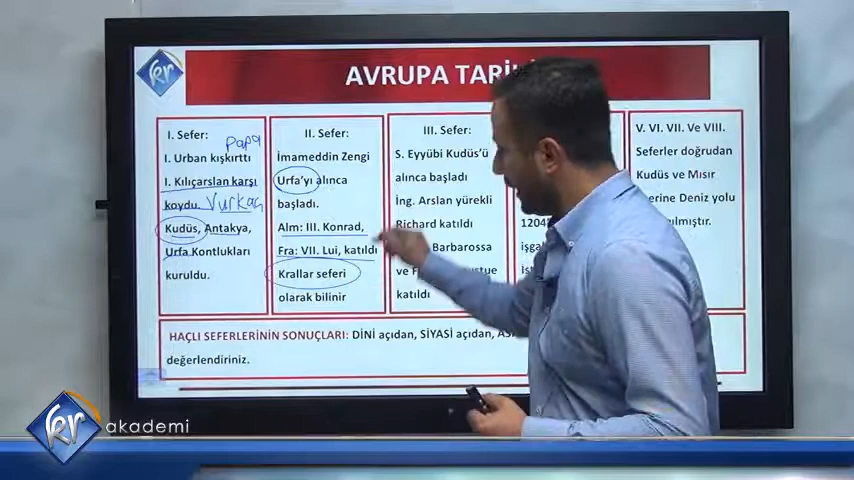 AVRUPA
I. Sefer:
papa
I. Urban kışkırttı
I. Kılıçarslan karşı
koydu. Vurkaç
Kudüs, Antakya,
Urfa Kontlukları
kuruldu.
II. Sefer:
İmameddin Zengi
Urfa'yı alınca
başladı.
Alm: III. Konrad,
Fra: VII. Lui, katıldı
Krallar seferi
olarak bilinir
III. Sefer:
S. Eyyübi Kudüs'ü
alınca başladı
İng. Arslan yürekli
Richard katıldı
Barbarossa
ve
katıldı
V. VI. VII. Ve VIII.
Seferler doğrudan
Kudüs ve Mısır
Deniz yolu
HAÇLI SEFERLERİNİN SONUÇLARI: DİNİ açıdan, SİYASİ açıdan,
değerlendiriniz.
kr akademi